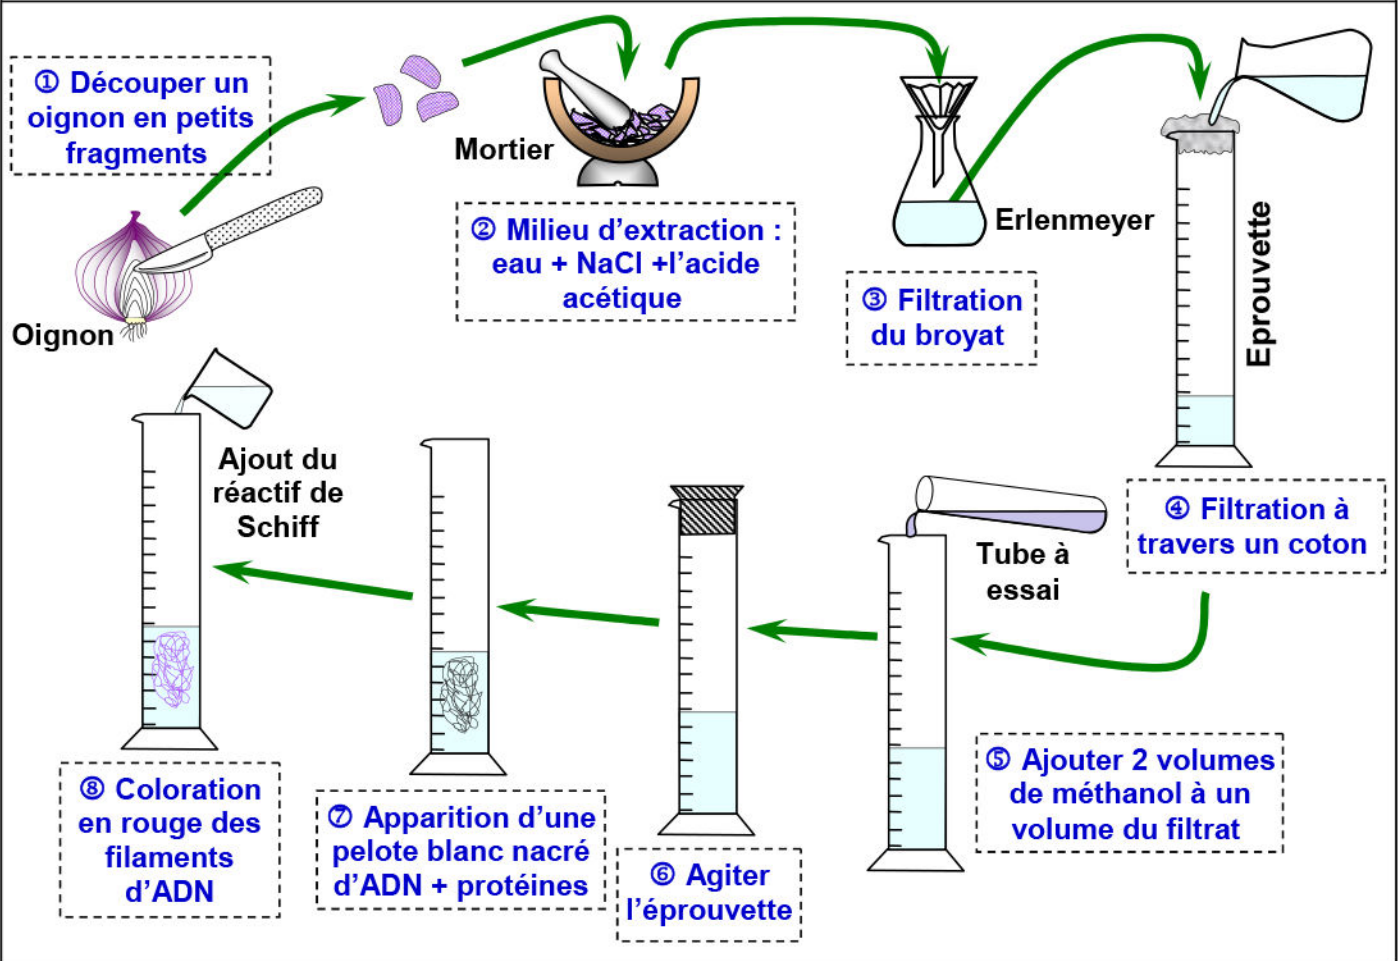 ① Découper un
oignon en petits
fragments
Oignon
Mortier
② Milieu d’extraction :
eau + NaCl +l’acide
acétique
Erlenmeyer
③ Filtration
du broyat
Eprouvette
④ Filtration à
travers un coton
Tube à
essai
⑤ Ajouter 2 volumes
de méthanol à un
volume du filtrat
⑥ Agiter
l’éprouvette
⑦ Apparition d’une
pelote blanc nacré
d’ADN + protéines
Ajout du
réactif de
Schiff
⑧ Coloration
en rouge des
filaments
d’ADN